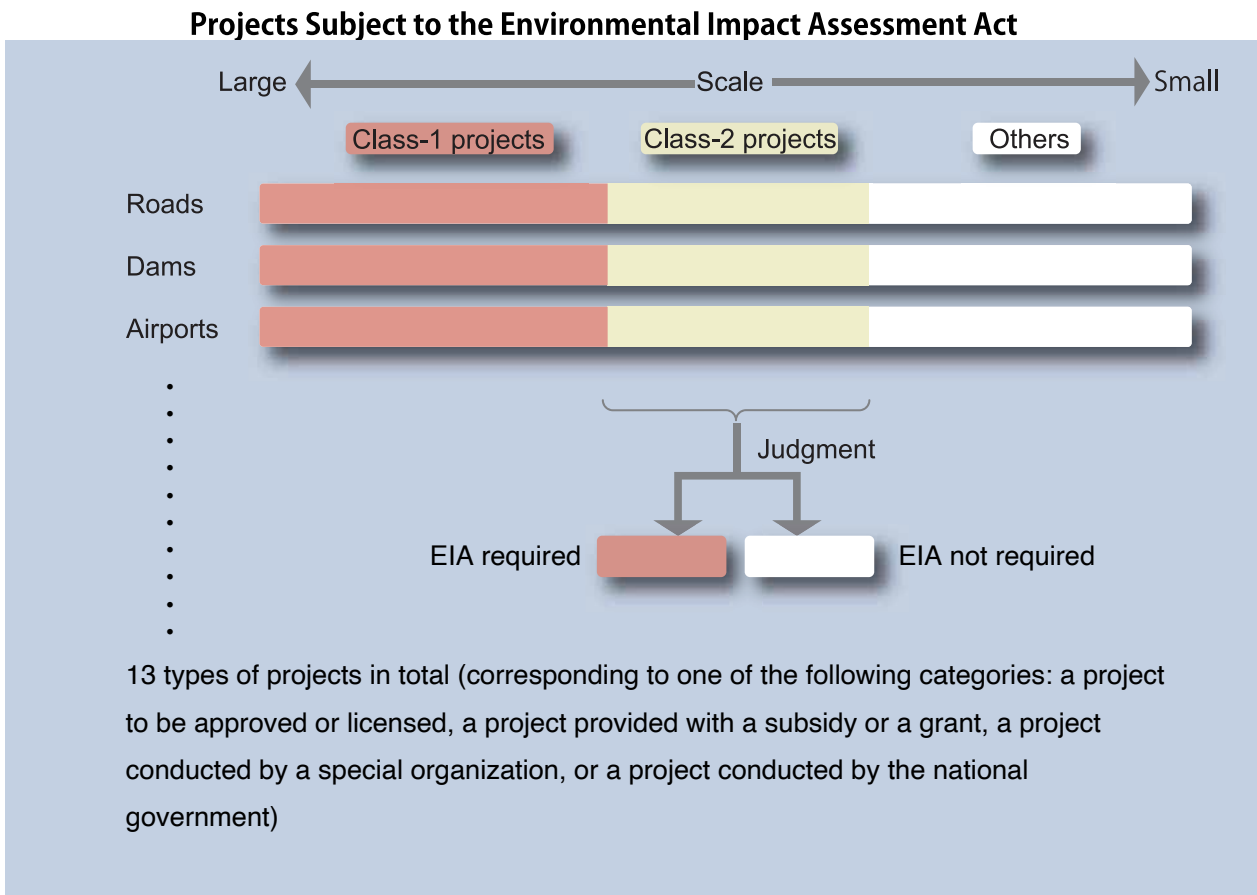 Projects Subject to the Environmental Impact Assessment Act
Large Scale Small
Class-1 projects Class-2 projects Others
Roads
Dams
Airports
Judgment
EIA required EIA not required
13 types of projects in total (corresponding to one of the following categories: a project
to be approved or licensed, a project provided with a subsidy or a grant, a project
conducted by a special organization, or a project conducted by the national
government)